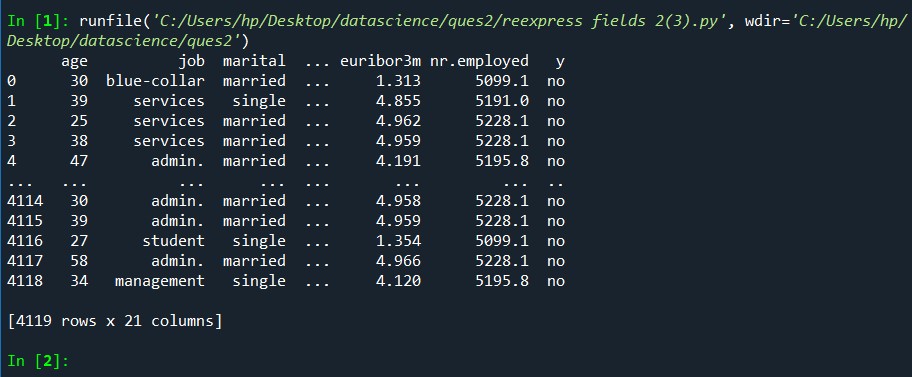 In [1]: runfile('C:/Users/hp/Desktop/datascience/ques2/reexpress fields 2(3).py', wdir='C:/Users/hp/
Desktop/datascience/ques2')
age job marital ... euribor3m nr.employed y
0 30 blue-collar married ... 1.313 5099.1 no
1 39 services single ... 4.855 5191.0 no
2 25 services married ... 4.962 5228.1 no
3 38 services married ... 4.959 5228.1 no
4 47 admin. married ... 4.191 5195.8 no
... ... ... ... ... ... ... ..
4114 30 admin. married ... 4.958 5228.1 no
4115 39 admin. married ... 4.959 5228.1 no
4116 27 student single ... 1.354 5099.1 no
4117 58 admin. married ... 4.966 5228.1 no
4118 34 management single ... 4.120 5195.8 no
[4119 rows x 21 columns]
In [2]: